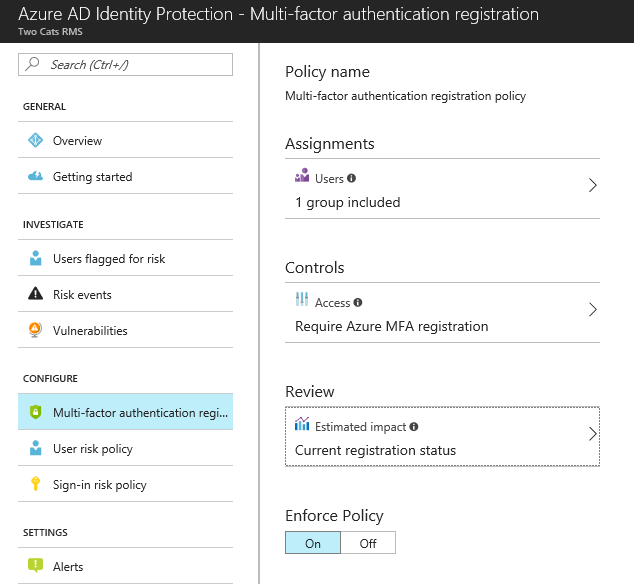 Azure AD Identity Protection - Multi-factor authentication registration
Two Cats RMS
Search (Ctrl+/)
GENERAL
Overview
Getting started
INVESTIGATE
Users flagged for risk
Risk events
Vulnerabilities
CONFIGURE
Multi-factor authentication regi...
User risk policy
Sign-in risk policy
SETTINGS
Alerts
Policy name
Multi-factor authentication registration policy
Assignments
Users
1 group included
Controls
Access
Require Azure MFA registration
Review
Estimated impact
Current registration status
Enforce Policy
On Off